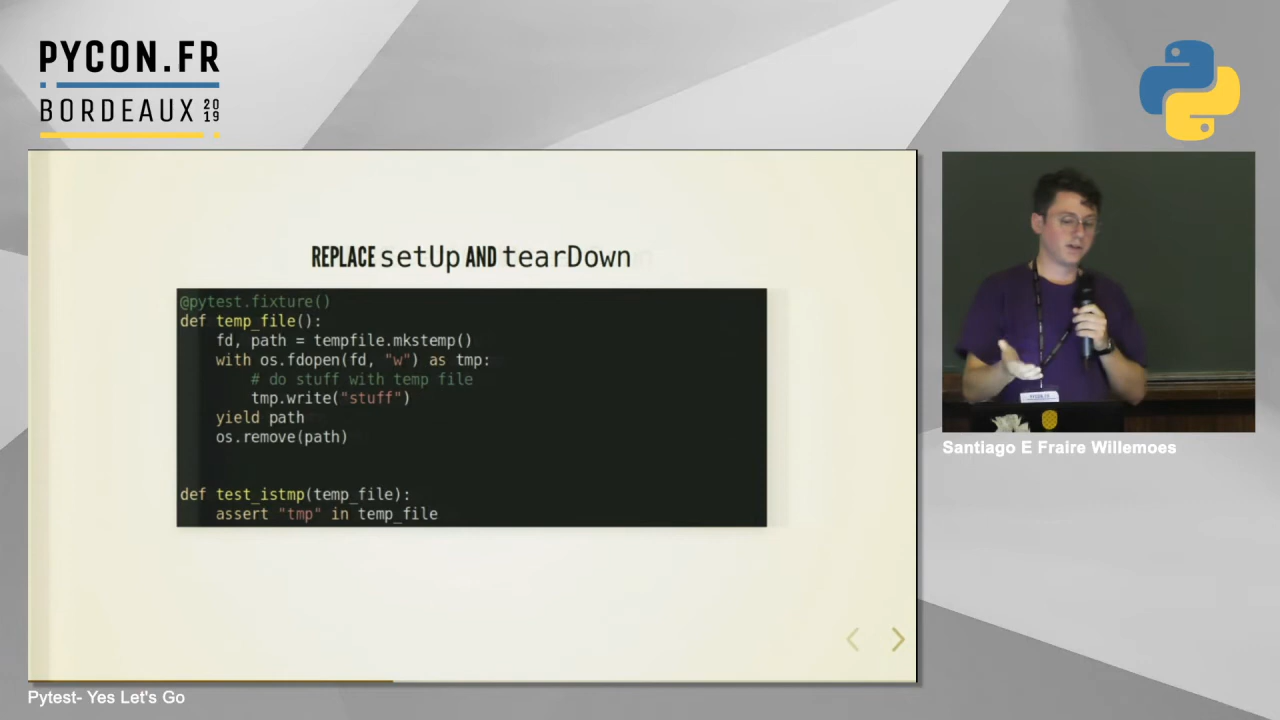 PYCON.FR
BORDEAUX 2019
REPLACE setUp AND tearDown
@pytest.fixture()
def temp_file():
    fd, path = tempfile.mkstemp()
    with os.fdopen(fd, "w") as tmp:
        # do stuff with temp file
        tmp.write("stuff")
    yield path
    os.remove(path)
def test_istmp(temp_file):
    assert "tmp" in temp_file
PYCON.FR
Santiago E Fraire Willemoes
Pytest- Yes Let's Go